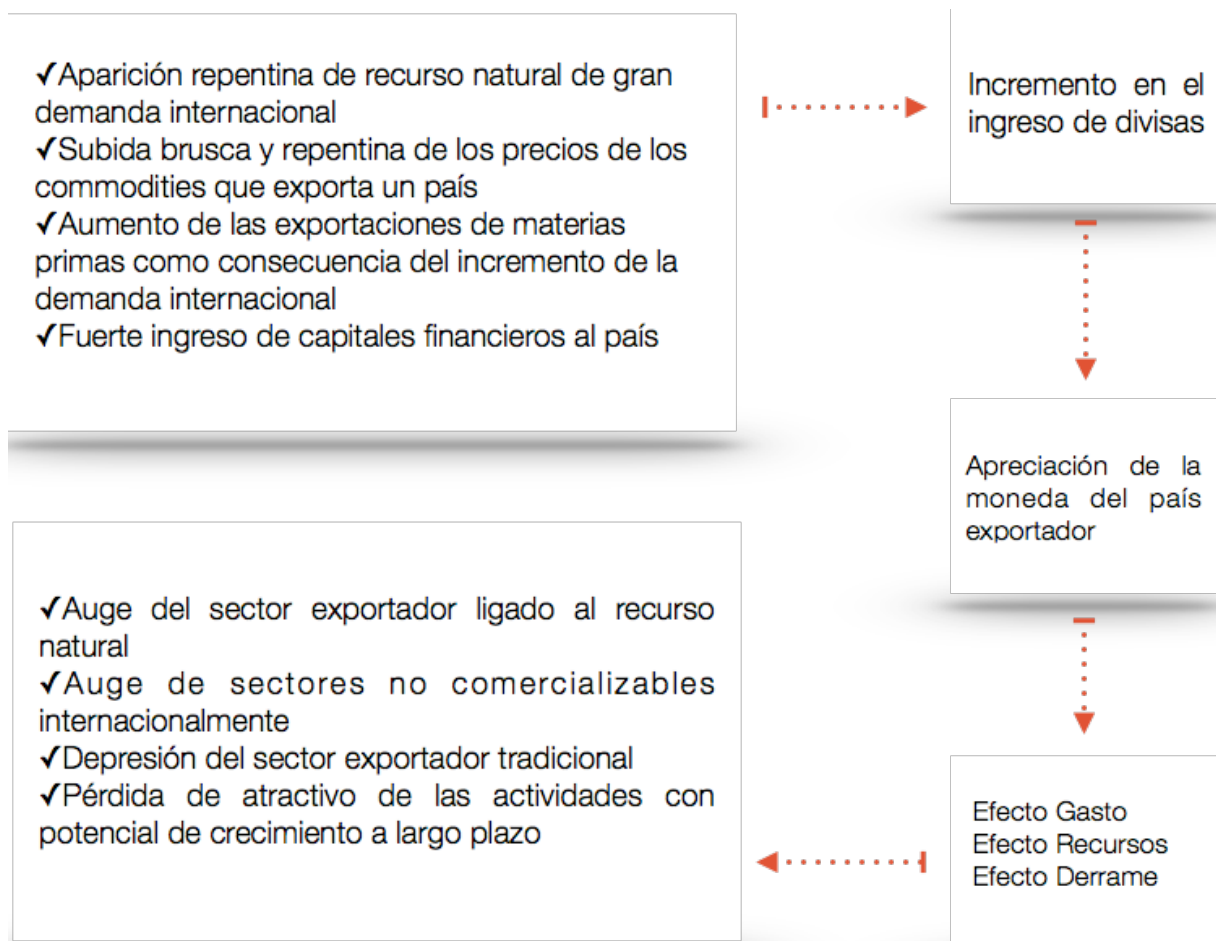 ✓Aparición repentina de recurso natural de gran
demanda internacional
✓Subida brusca y repentina de los precios de los
commodities que exporta un país
✓Aumento de las exportaciones de materias
primas como consecuencia del incremento de la
demanda internacional
✓Fuerte ingreso de capitales financieros al país
Incremento en el
ingreso de divisas
Apreciación de la
moneda del país
exportador
Efecto Gasto
Efecto Recursos
Efecto Derrame
✓Auge del sector exportador ligado al recurso
natural
✓Auge de sectores no comercializables
internacionalmente
✓Depresión del sector exportador tradicional
✓Pérdida de atractivo de las actividades con
potencial de crecimiento a largo plazo